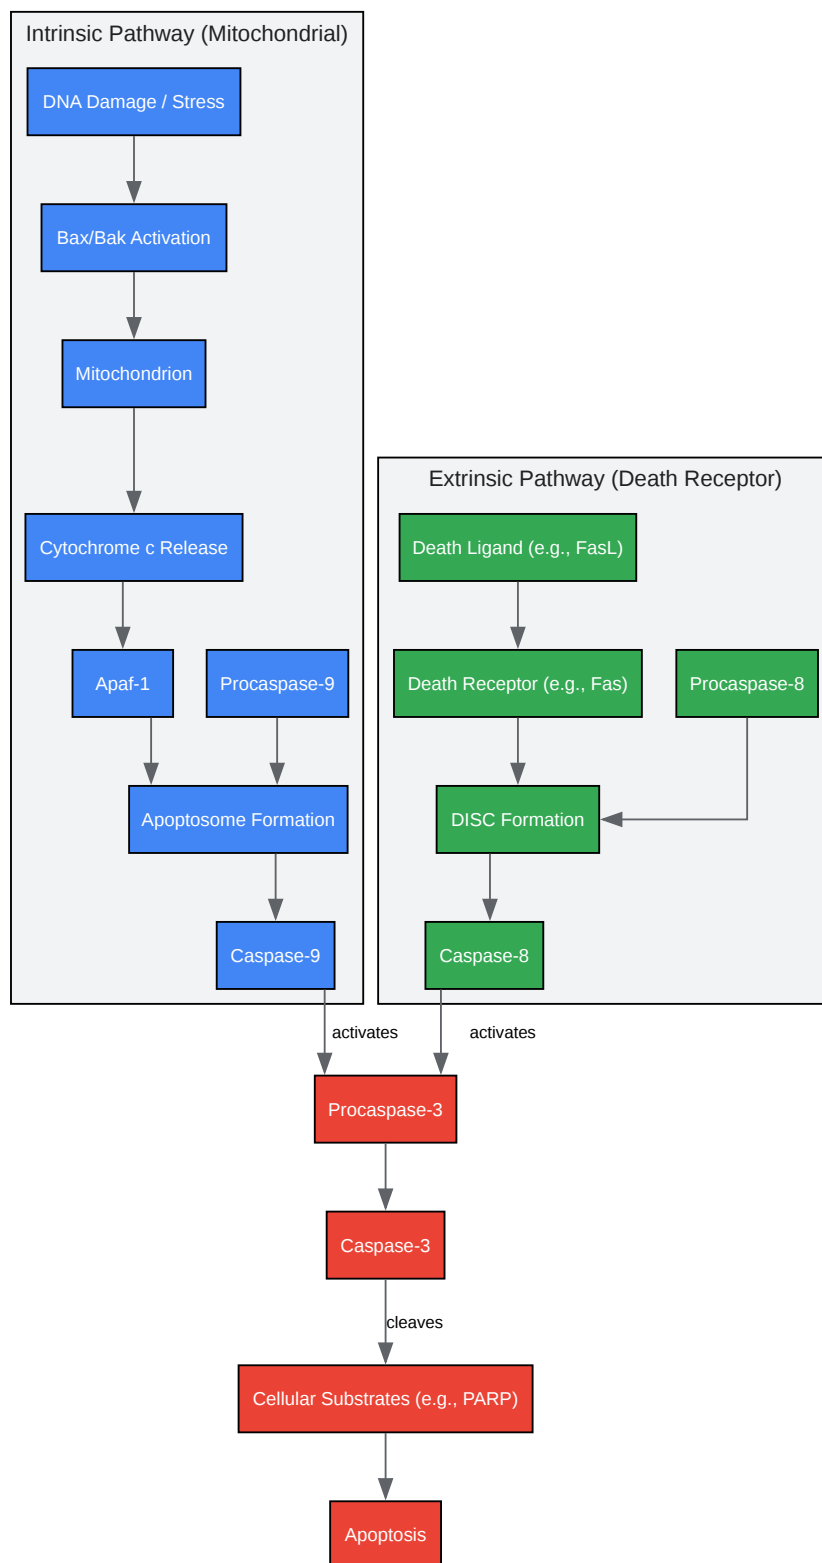 Intrinsic Pathway (Mitochondrial)
DNA Damage / Stress
Bax/Bak Activation
Mitochondrion
Cytochrome c Release
Apaf-1
Procaspase-9
Apoptosome Formation
Caspase-9
Extrinsic Pathway (Death Receptor)
Death Ligand (e.g., FasL)
Death Receptor (e.g., Fas)
Procaspase-8
DISC Formation
Caspase-8
activates
activates
Procaspase-3
Caspase-3
cleaves
Cellular Substrates (e.g., PARP)
Apoptosis